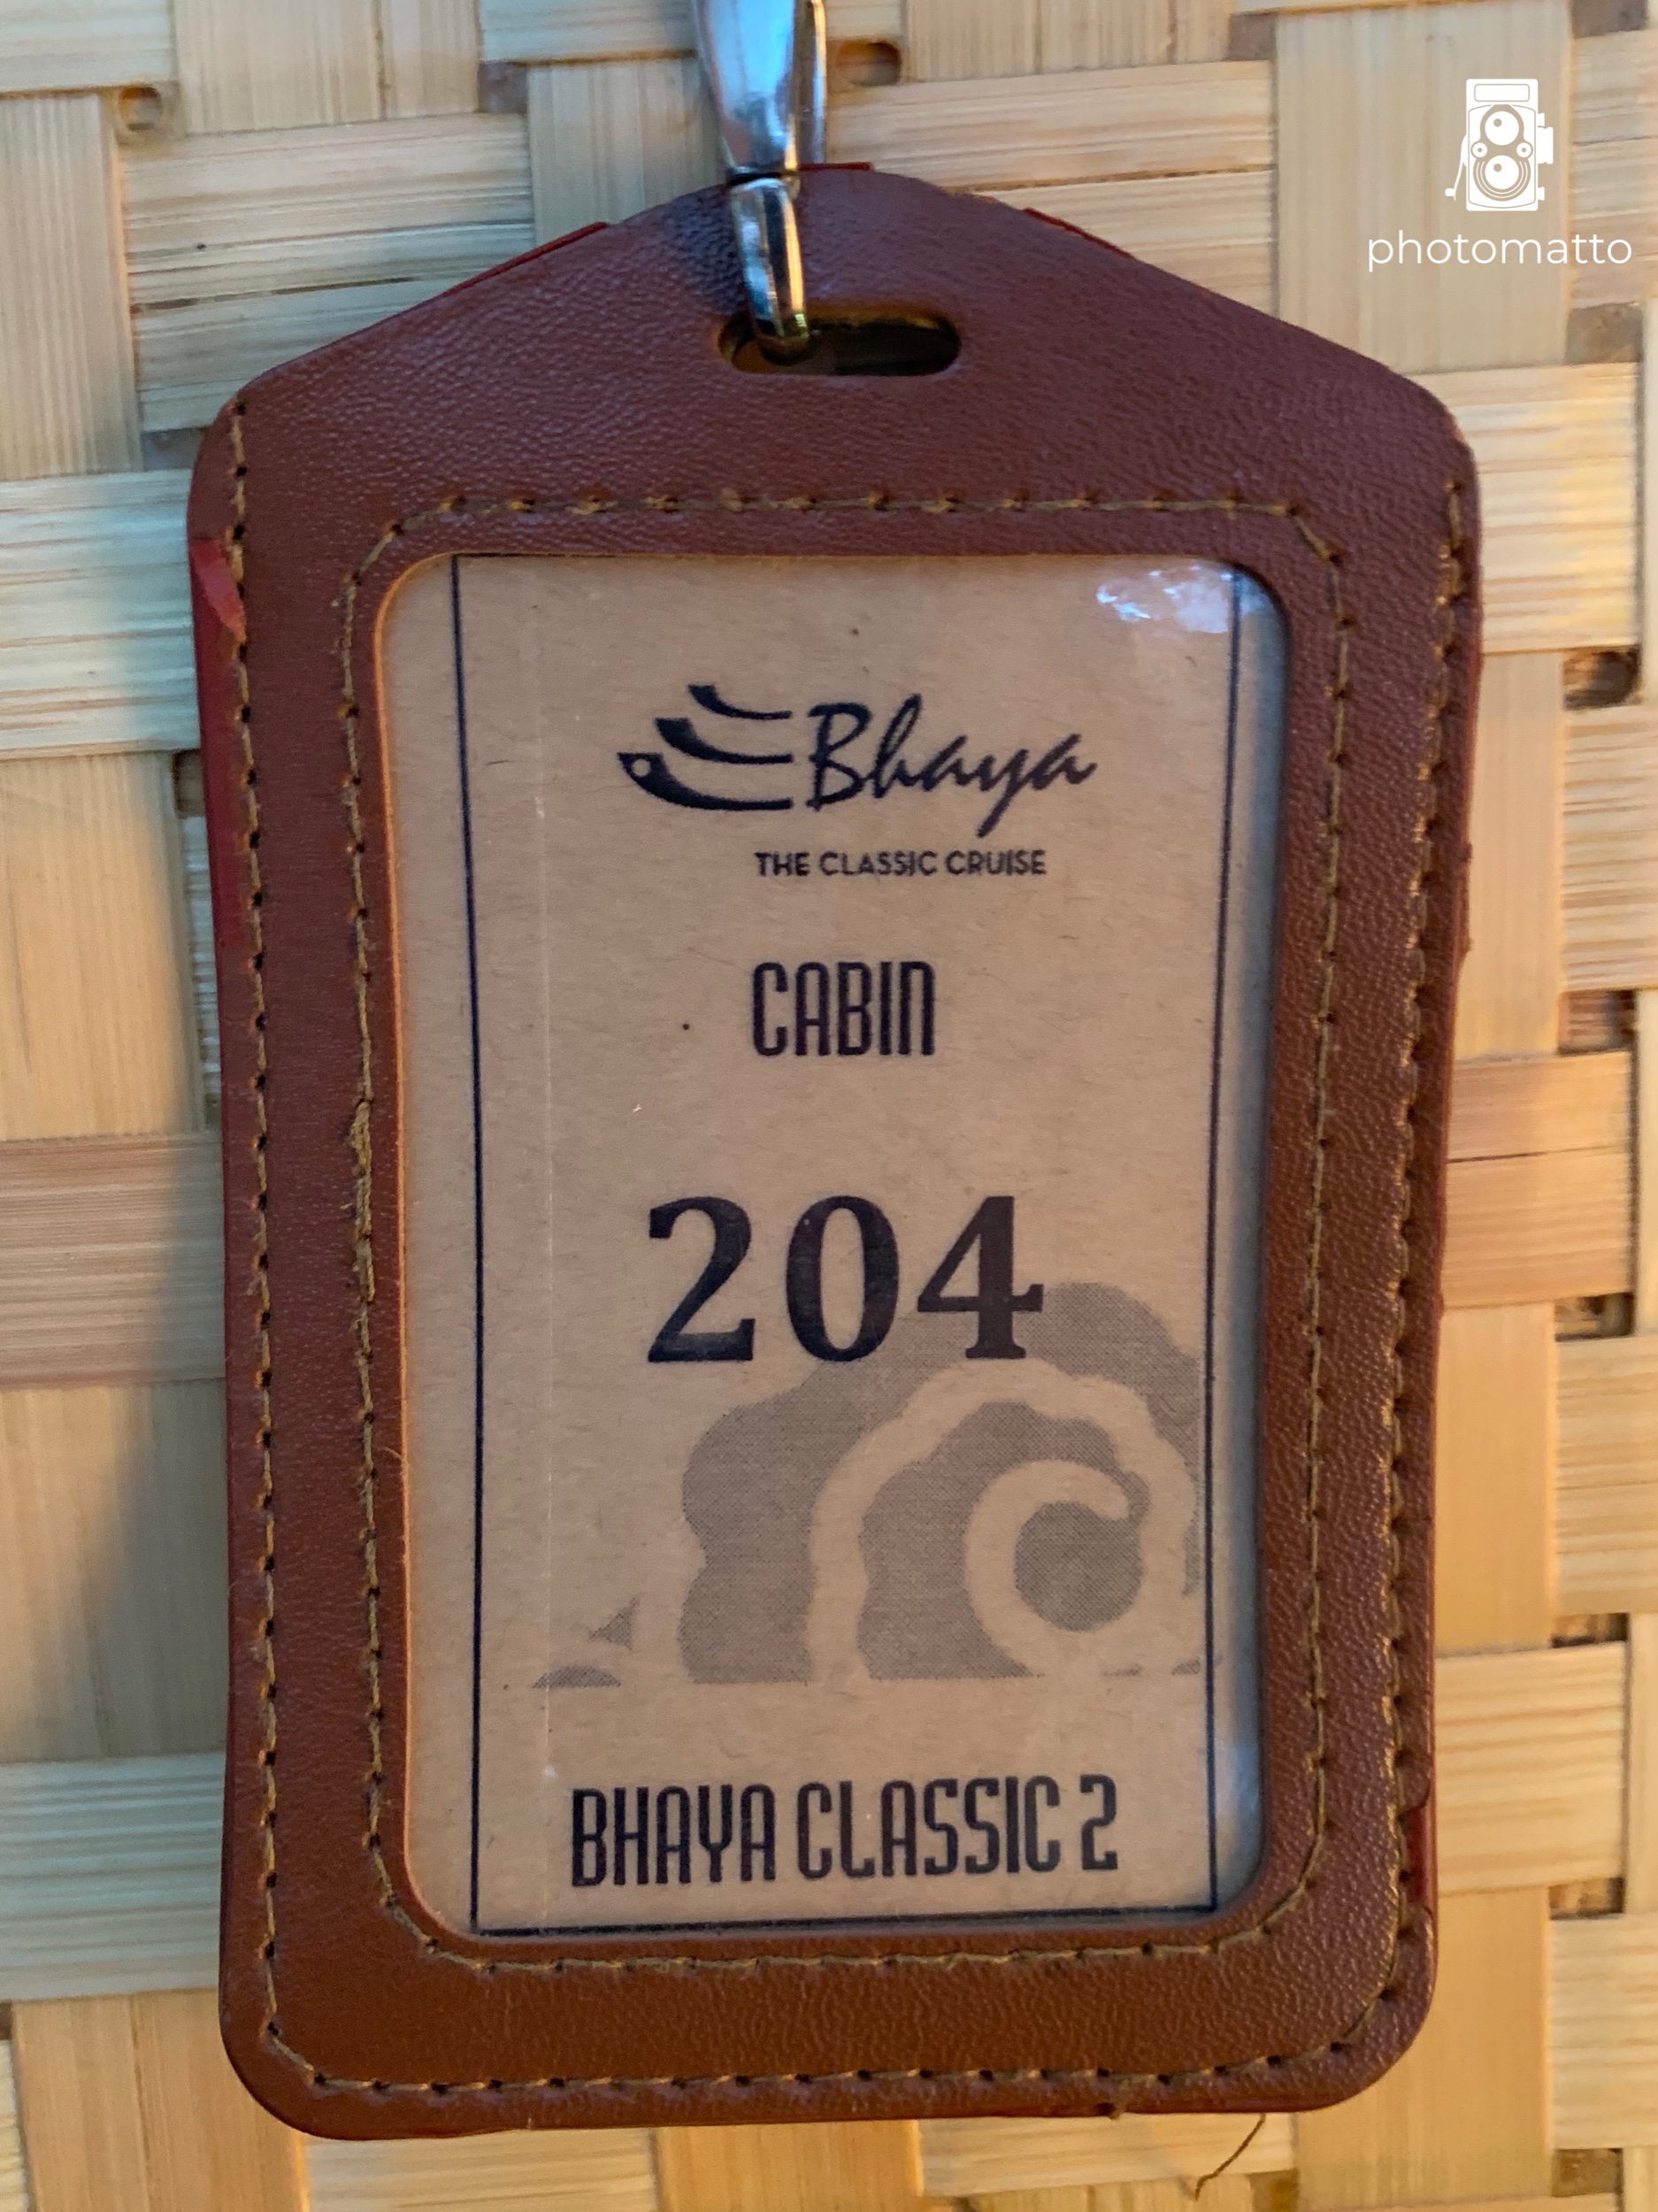 photomatto
Bhaya
THE CLASSIC CRUISE
CABIN
204
BHAYA CLASSIC 2